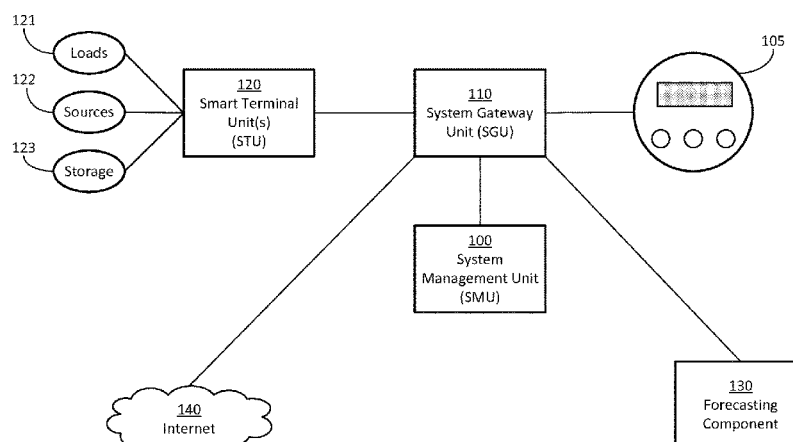 121
Loads
122
Sources
123
Storage
120
Smart Terminal
Unit(s)
(STU)
110
System Gateway
Unit (SGU)
105
100
System
Management Unit
(SMU)
140
Internet
130
Forecasting
Component